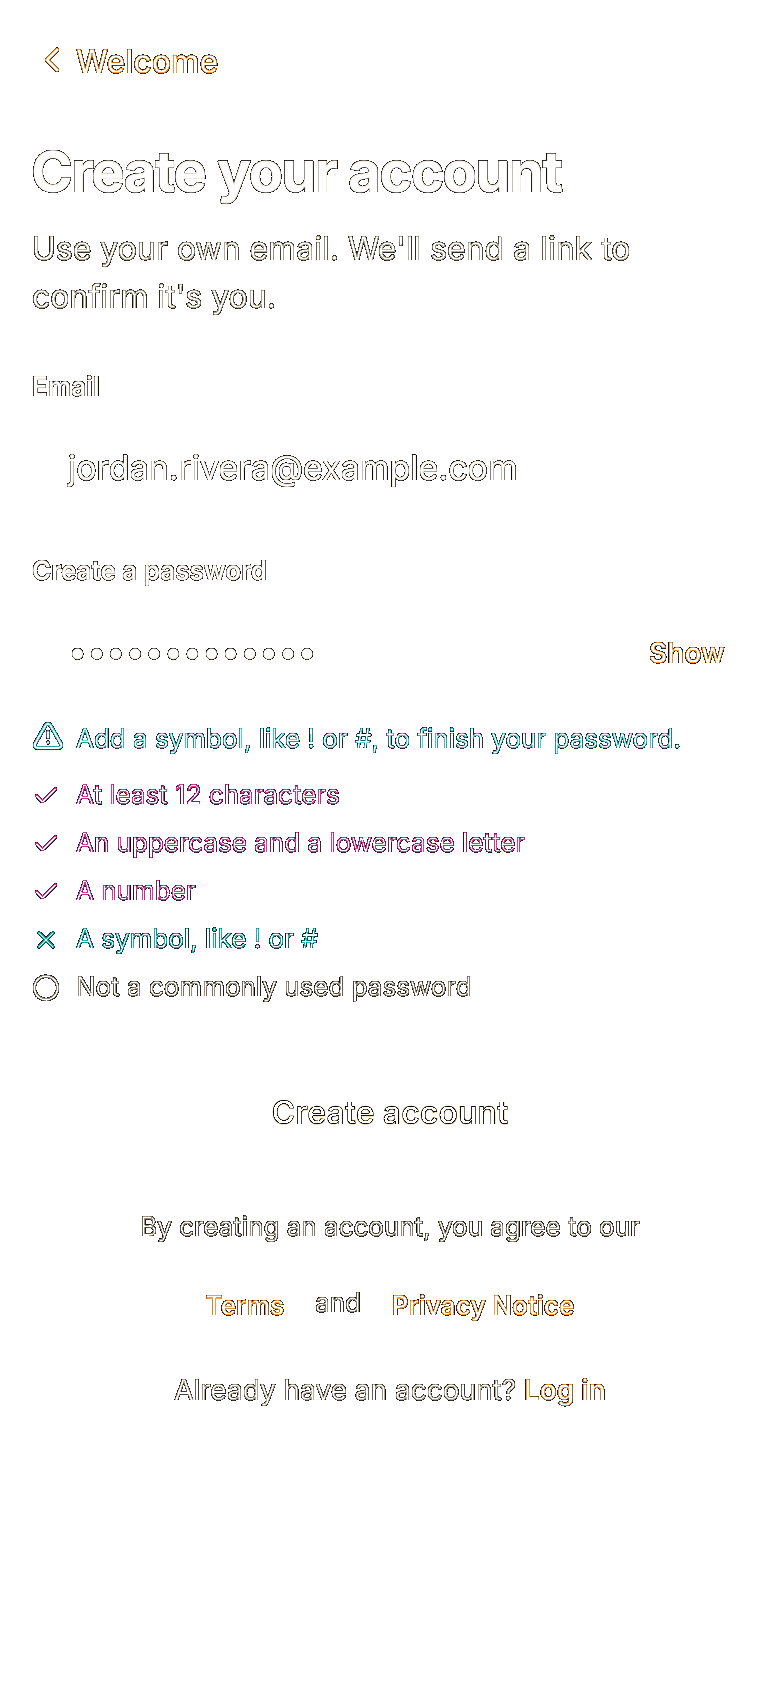 Welcome
Create your account
Use your own email. We'll send a link to
confirm it's you.
Email
jordan.rivera@example.com
Create a password
Show
Add a symbol, like ! or #, to finish your password.
At least 12 characters
An uppercase and a lowercase letter
A number
A symbol, like ! or #
Not a commonly used password
Create account
By creating an account, you agree to our
Terms and Privacy Notice
Already have an account? Log in